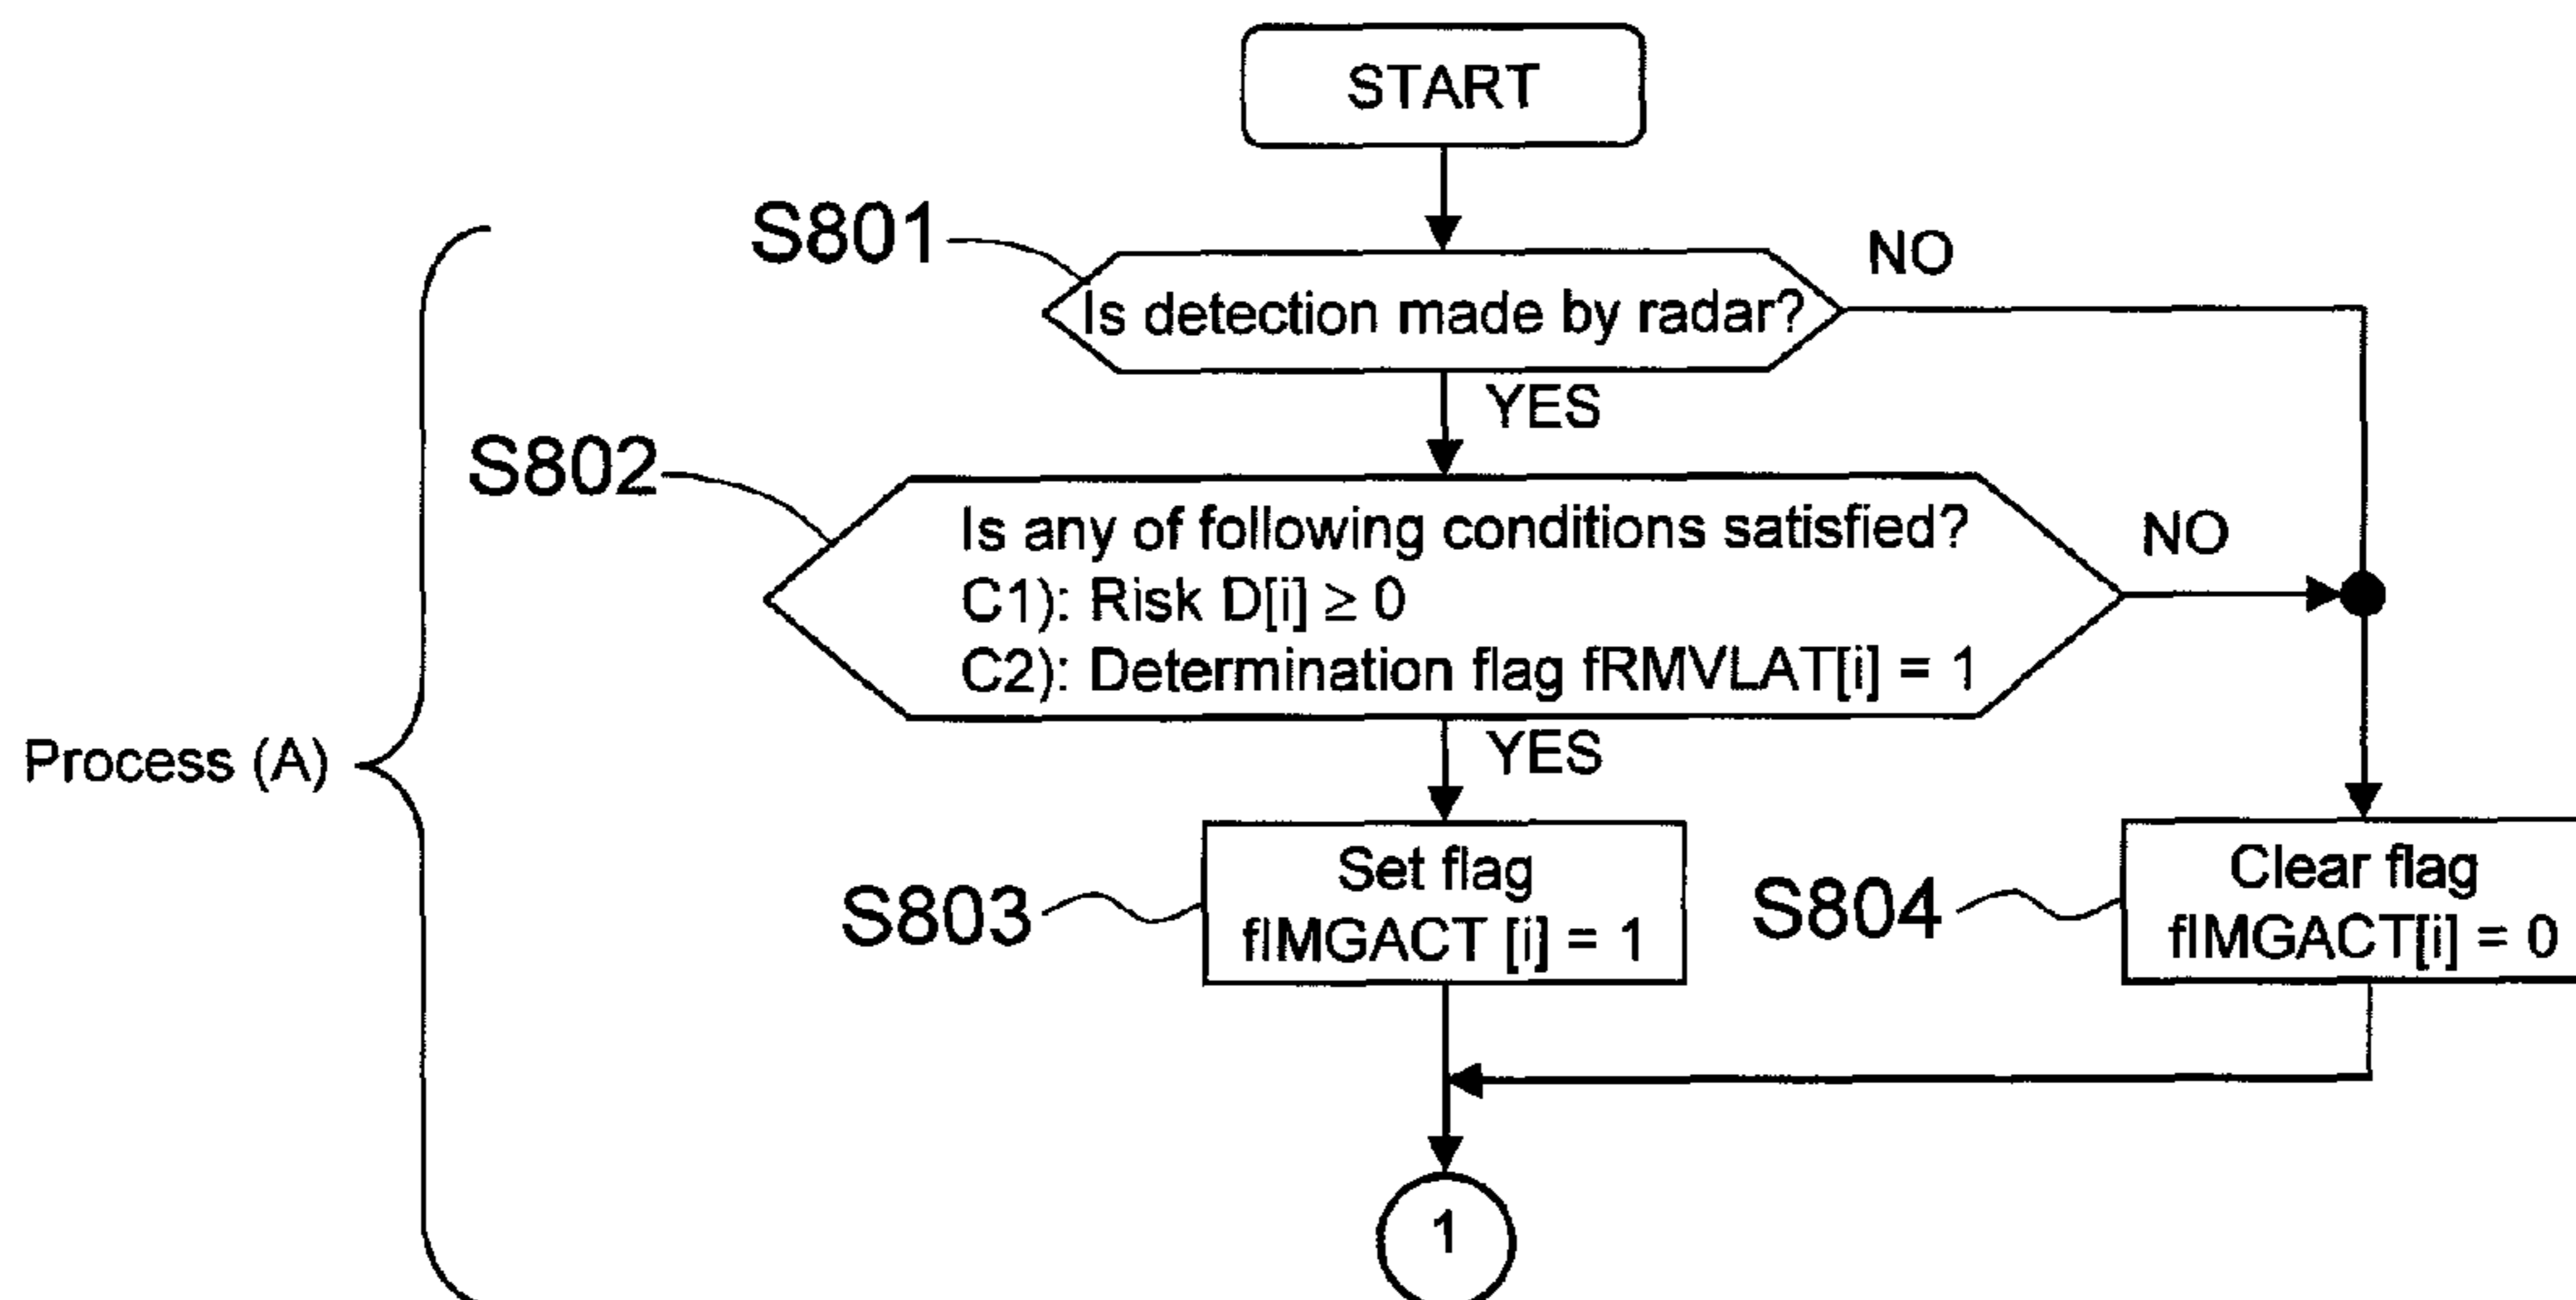 START
S801
NO
Is detection made by radar?
YES
S802
Is any of following conditions satisfied?
C1): Risk D[i] ≥ 0
C2): Determination flag fRMVLAT[i] = 1
NO
YES
Process (A)
S803
Set flag
fIMGACT [i] = 1
S804
Clear flag
fIMGACT[i] = 0
1